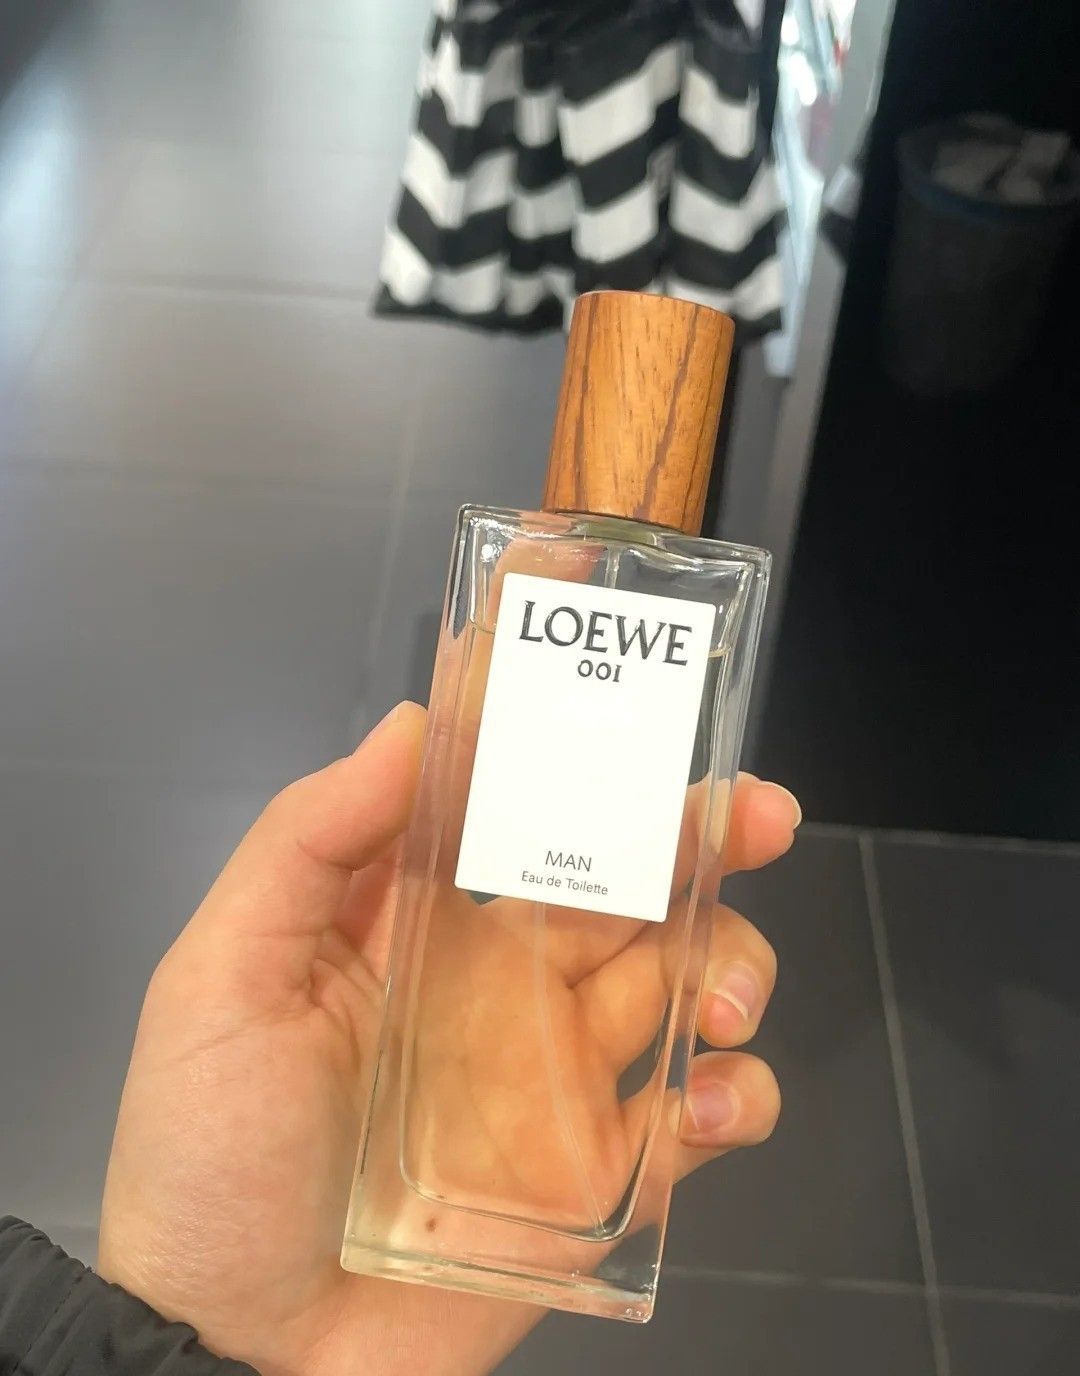 LOEWE
001
MAN
Eau de Toilette